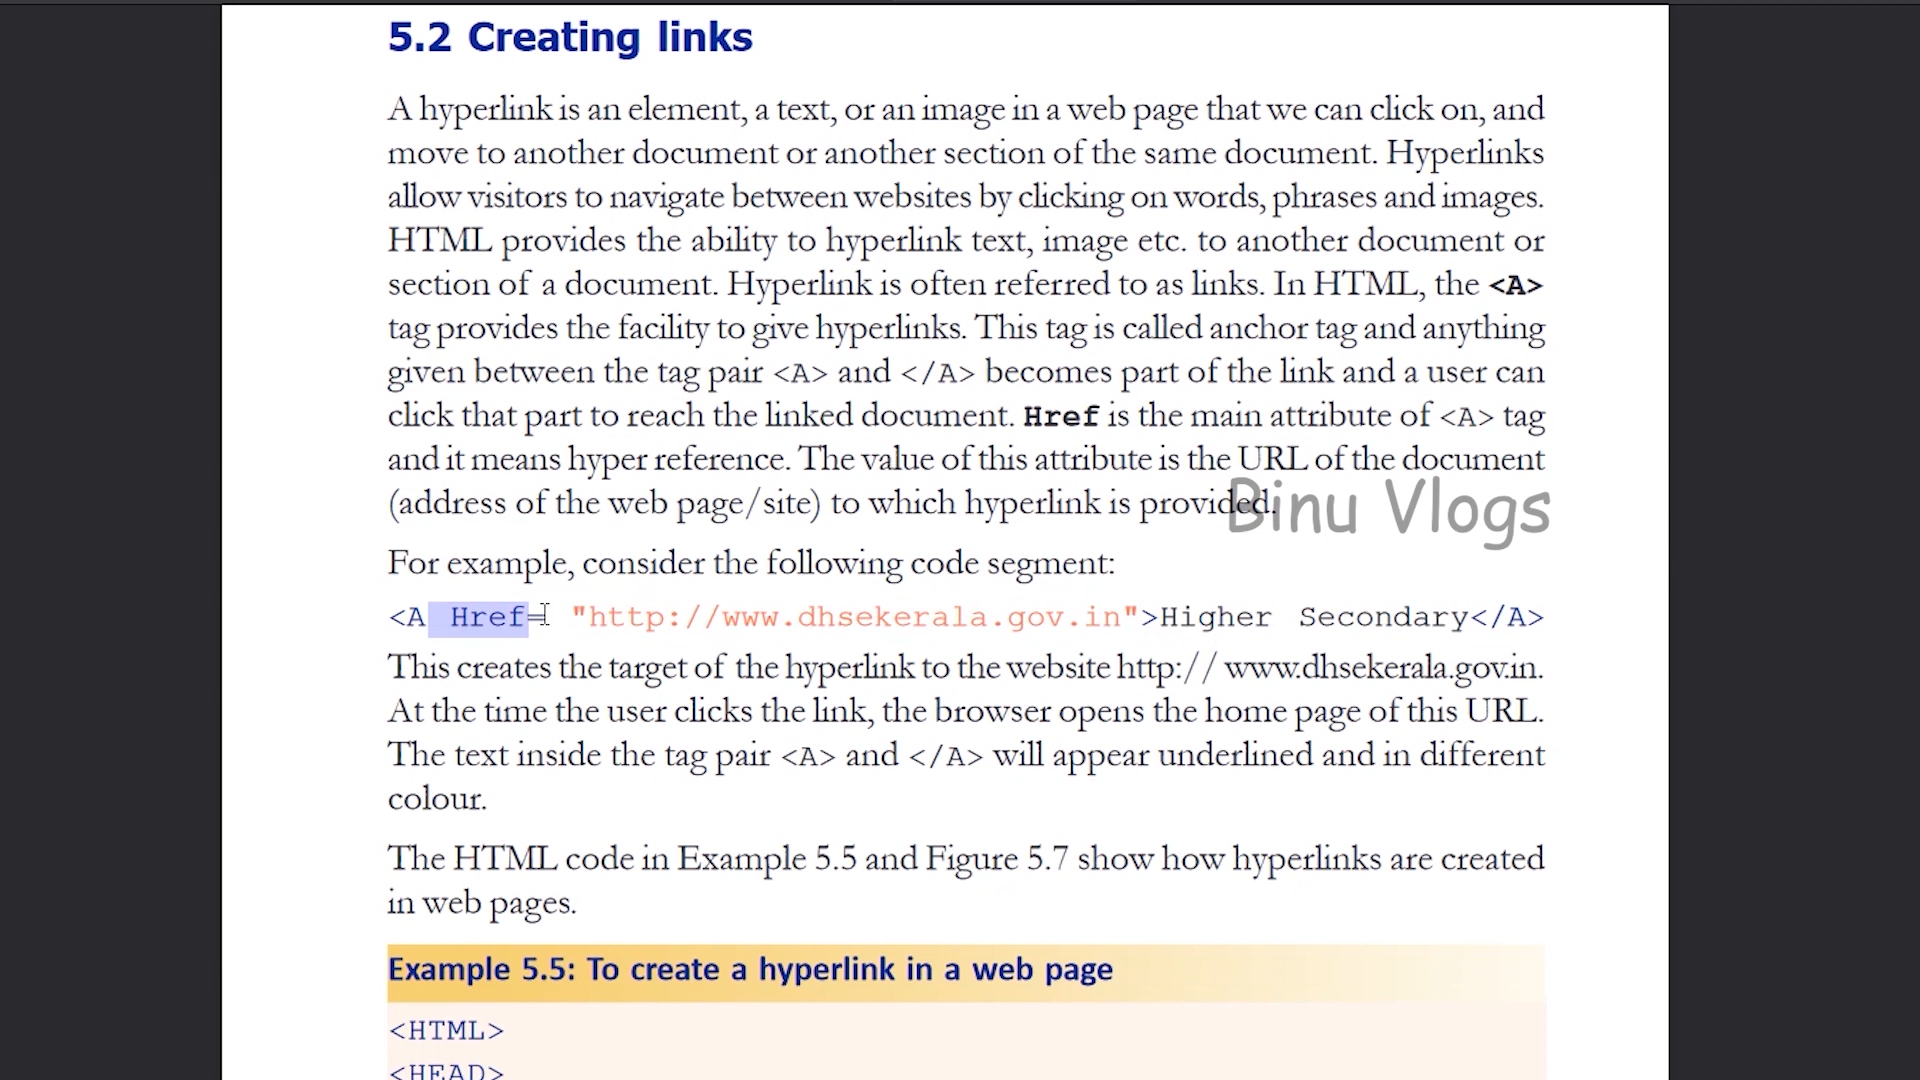 5.2 Creating links
A hyperlink is an element, a text, or an image in a web page that we can click on, and
move to another document or another section of the same document. Hyperlinks
allow visitors to navigate between websites by clicking on words, phrases and images.
HTML provides the ability to hyperlink text, image etc. to another document or
section of a document. Hyperlink is often referred to as links. In HTML, the <A>
tag provides the facility to give hyperlinks. This tag is called anchor tag and anything
given between the tag pair <A> and </A> becomes part of the link and a user can
click that part to reach the linked document. Href is the main attribute of <A> tag
and it means hyper reference. The value of this attribute is the URL of the document
(address of the web page/site) to which hyperlink is provided.
Binu Vlogs
For example, consider the following code segment:
<A Href= "http://www.dhsekerala.gov.in">Higher Secondary</A>
This creates the target of the hyperlink to the website http:// www.dhsekerala.gov.in.
At the time the user clicks the link, the browser opens the home page of this URL.
The text inside the tag pair <A> and </A> will appear underlined and in different
colour.
The HTML code in Example 5.5 and Figure 5.7 show how hyperlinks are created
in web pages.
Example 5.5: To create a hyperlink in a web page
<HTML>
<HEAD>